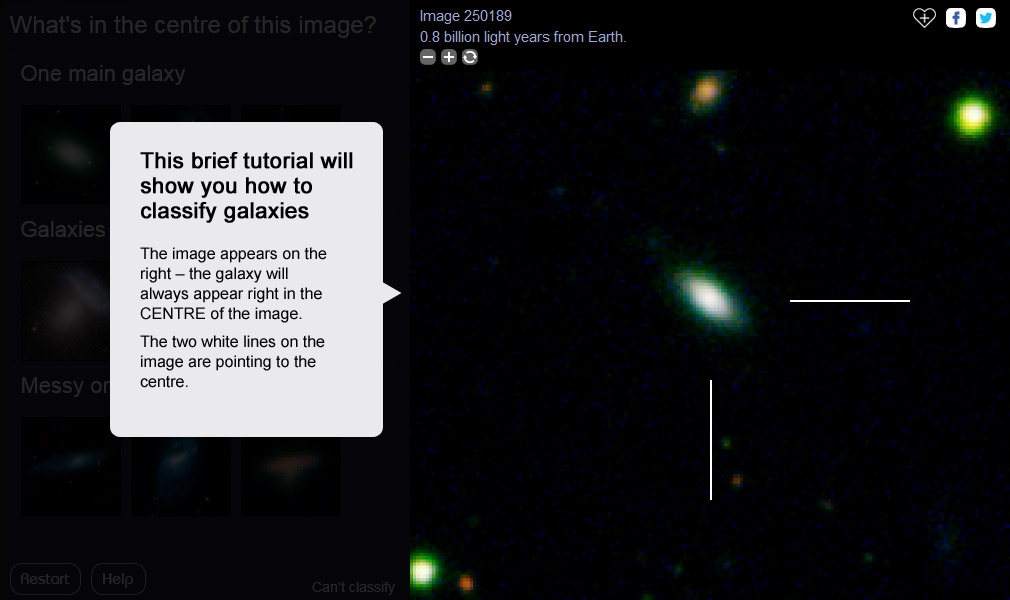 What's in the centre of this image?
One main galaxy
Galaxies
Messy or
Restart
Help
Can't classify
This brief tutorial will
show you how to
classify galaxies
The image appears on the
right – the galaxy will
always appear right in the
CENTRE of the image.
The two white lines on the
image are pointing to the
centre.
Image 250189
0.8 billion light years from Earth.